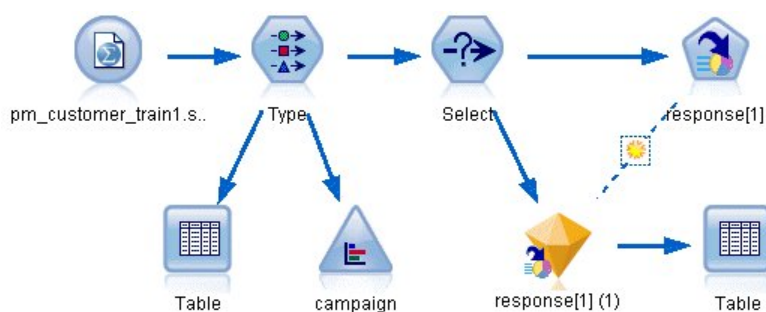 pm_customer_train1.s..
Type
Select
response[1]
Table
campaign
response[1] (1)
Table